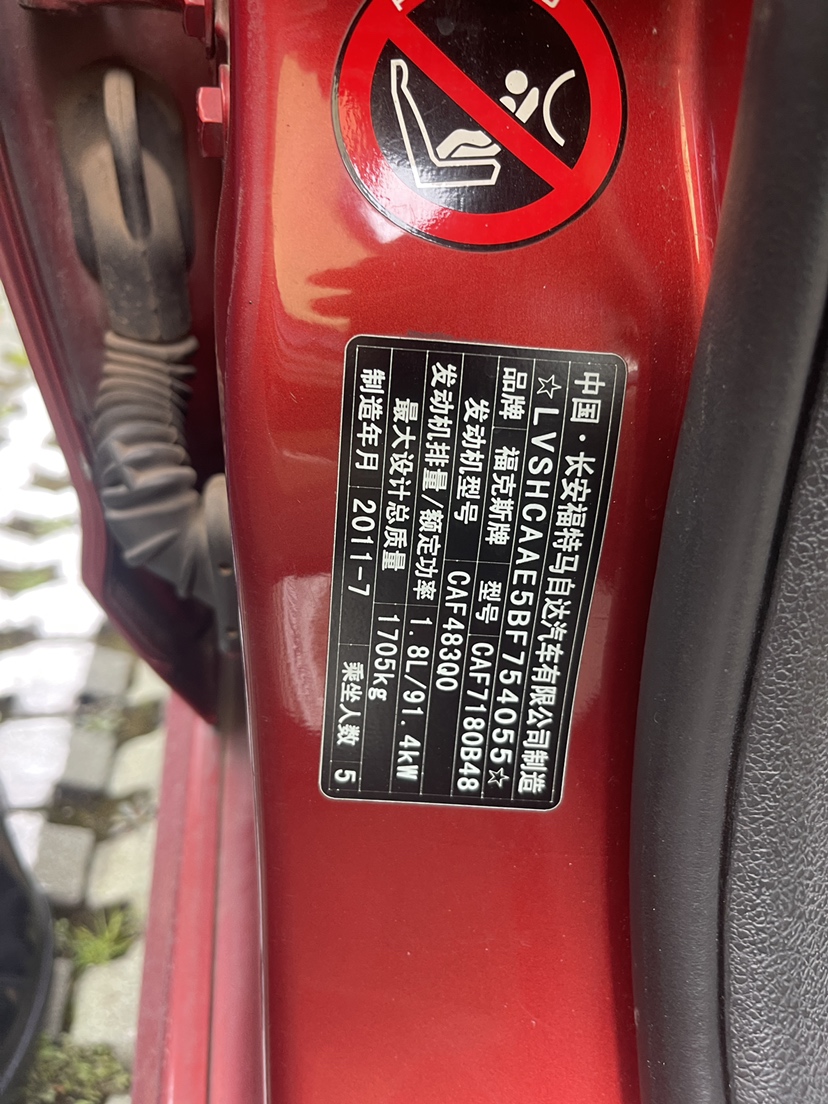 中国·长安福特马自达汽车有限公司制造
☆LVSHCAAE5BF754055☆
品牌 福克斯牌 型号 CAF7180B48
发动机型号 CAF483Q0
发动机排量/额定功率 1.8L/91.4kW
最大设计总质量 1705kg
制造年月 2011-7 乘坐人数 5